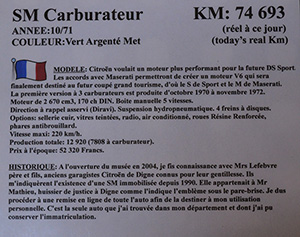 SM Carburateur KM: 74 693
ANNEE:10/71 (réel à ce jour)
COULEUR:Vert Argenté Met (today's real Km)
MODELE: Citroën voulait un moteur plus performant pour la future DS Sport
Les accords avec Maserati permettront de créer un moteur V6 qui sera
finalement destiné au futur coupé grand tourisme, d'où le S de Sport et le M de Maserati.
La première version à 3 carburateurs est produite d'octobre 1970 à novembre 1972.
Moteur de 2 670 cm3, 170 ch DIN. Boite manuelle 5 vitesses.
Direction à rappel asservi (Diravi). Suspension hydropneumatique. 4 freins à disques.
Options: sellerie cuir, vitres teintées, radio, air conditionné, roues Résine Renforcée,
phares antibrouillard.
Vitesse maxi: 220 km/h.
Production totale: 12 920 (7808 à carburateur).
Prix à l'époque: 52 320 Francs.
HISTORIQUE: A l'ouverture du musée en 2004, je fis connaissance avec Mrs Lefebvre
père et fils, anciens garagistes Citroën de Digne connus pour leur gentillesse. Ils
m'indiquèrent l'existence d'une SM immobilisée depuis 1990. Elle appartenait à Mr
Mathieu, huissier de justice à Digne comme l'indique l'emblème sous le pare-brise. Je dus
procéder à une remise en ligne de toute l'auto afin de la destiner à mon utilisation
personnelle. C'est la seule auto que j'ai trouvée dans mon département et dont j'ai pu
conserver l'immatriculation.